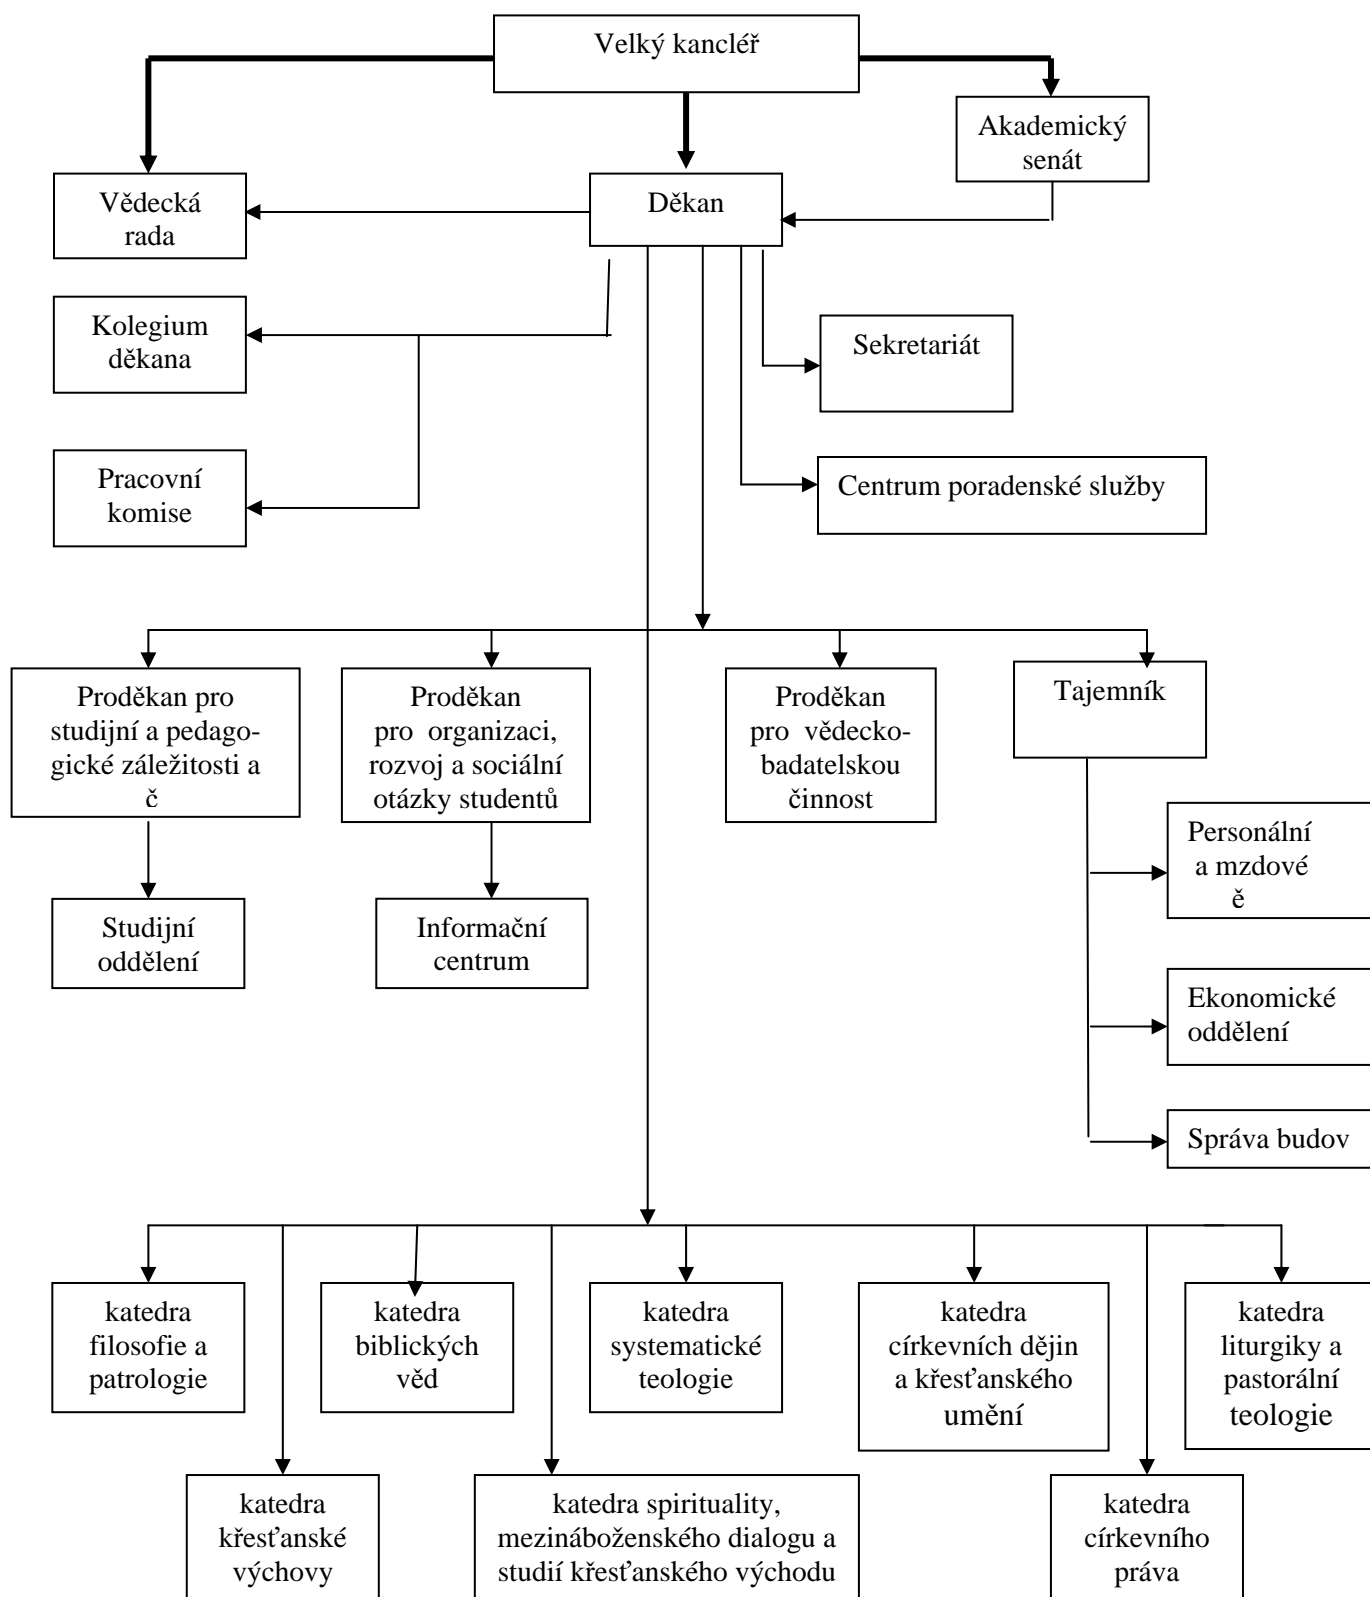 Velký kancléř
Akademický
senát
Vědecká
rada
Děkan
Kolegium
děkana
Sekretariát
Pracovní
komise
Centrum poradenské služby
Proděkan pro
studijní a pedago-
gické záležitosti a
č
Proděkan
pro organizaci,
rozvoj a sociální
otázky studentů
Proděkan
pro vědecko-
badatelskou
činnost
Tajemník
Personální
a mzdové
ě
Studijní
oddělení
Informační
centrum
Ekonomické
oddělení
Správa budov
katedra
filosofie a
patrologie
katedra
biblických
věd
katedra
systematické
teologie
katedra
církevních dějin
a křesťanského
umění
katedra
liturgiky a
pastorální
teologie
katedra
křesťanské
výchovy
katedra spirituality,
mezináboženského dialogu a
studií křesťanského východu
katedra
církevního
práva